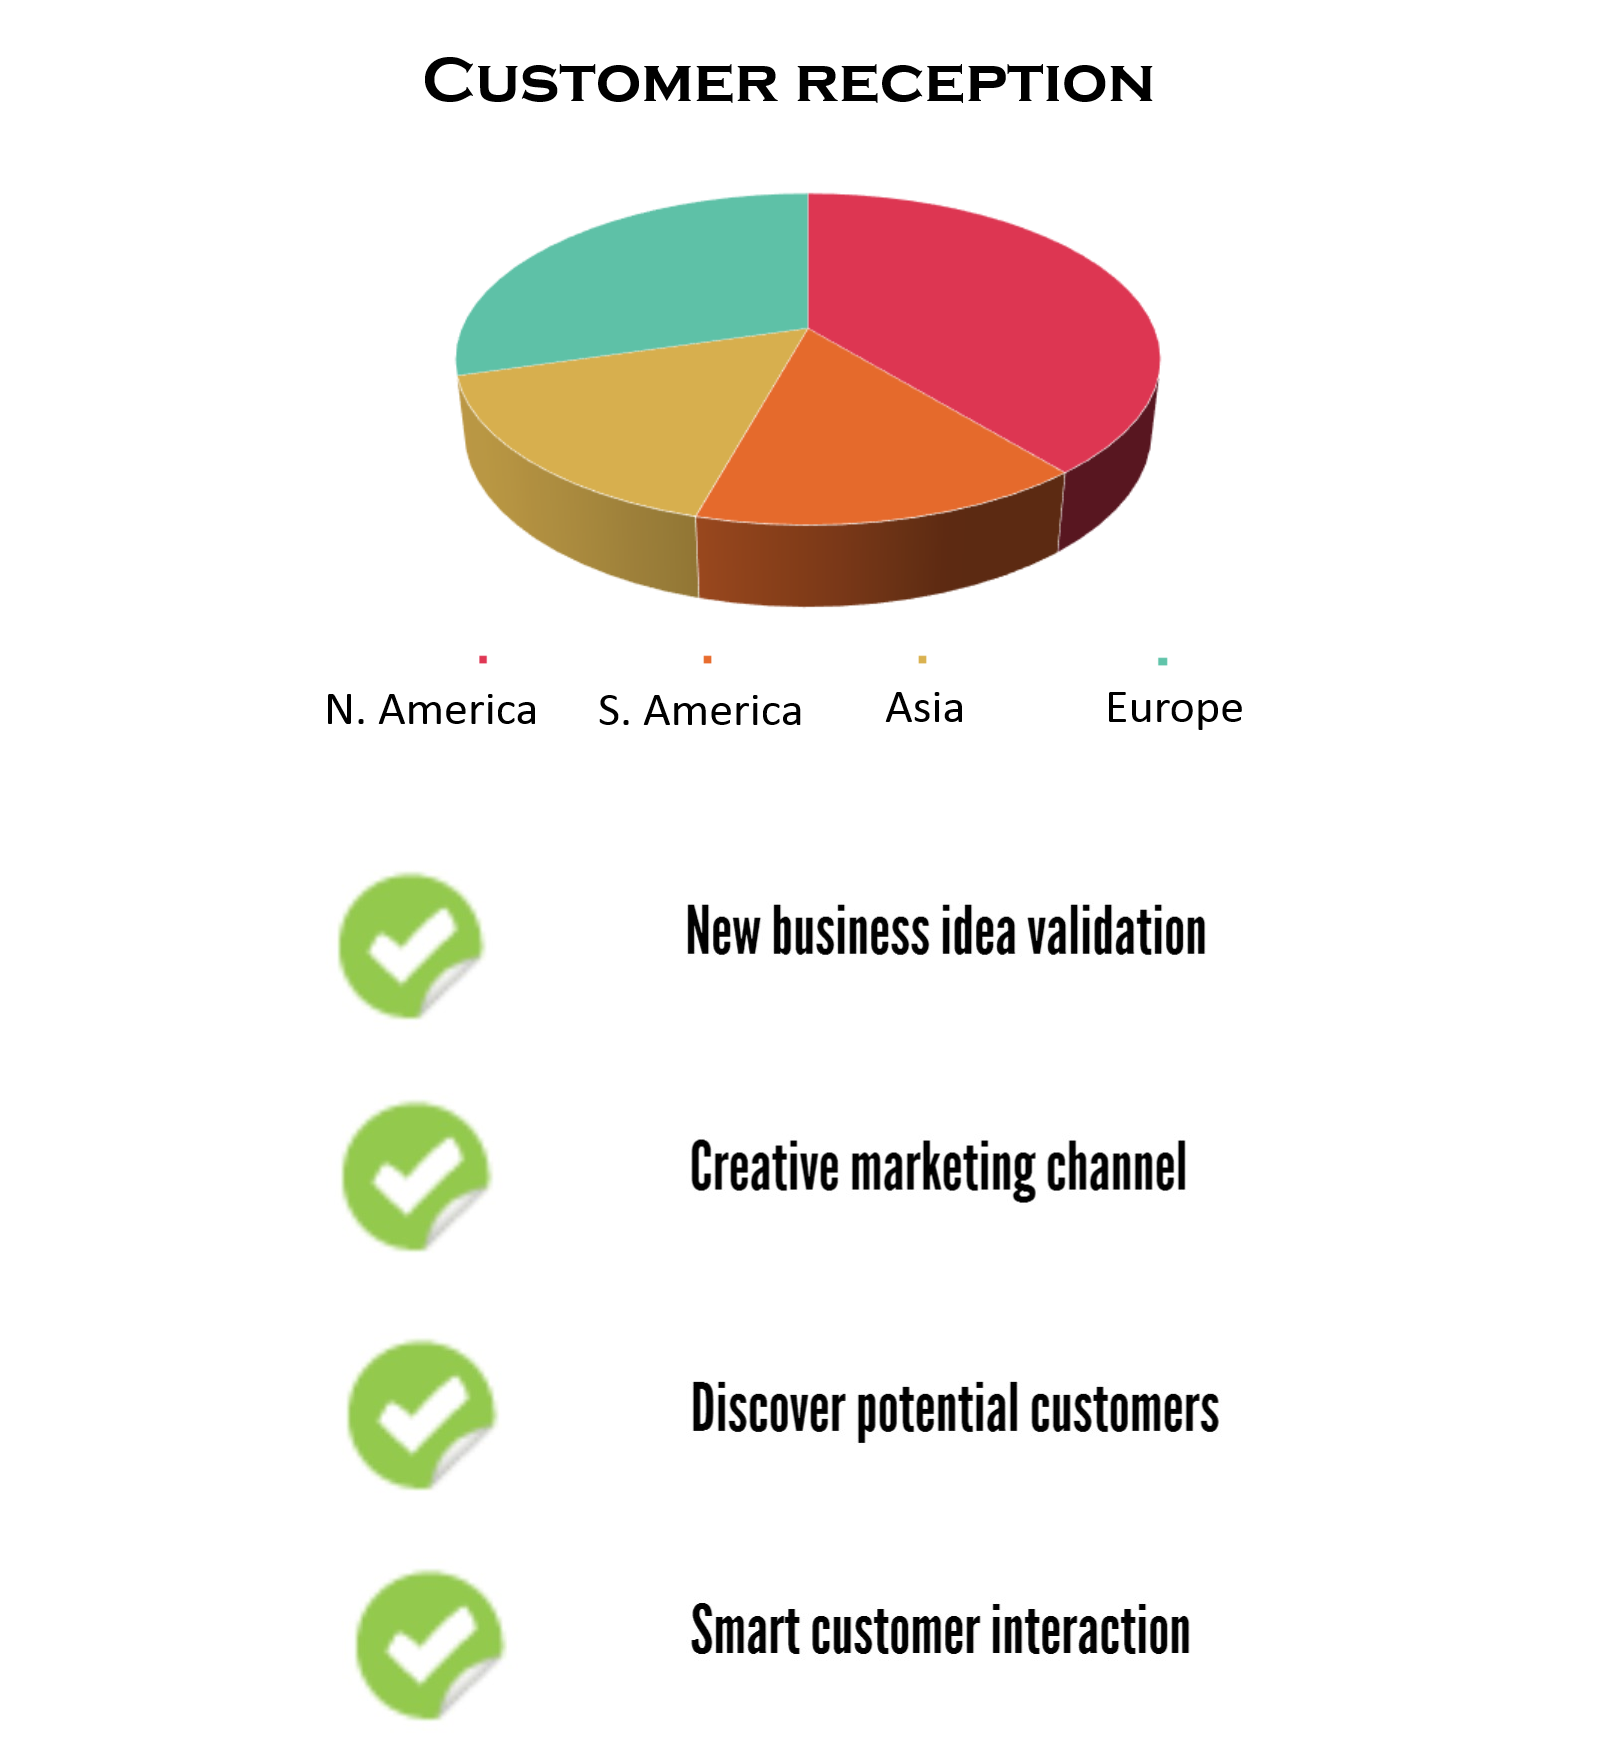 Customer reception
N. America S. America Asia Europe
New business idea validation
Creative marketing channel
Discover potential customers
Smart customer interaction